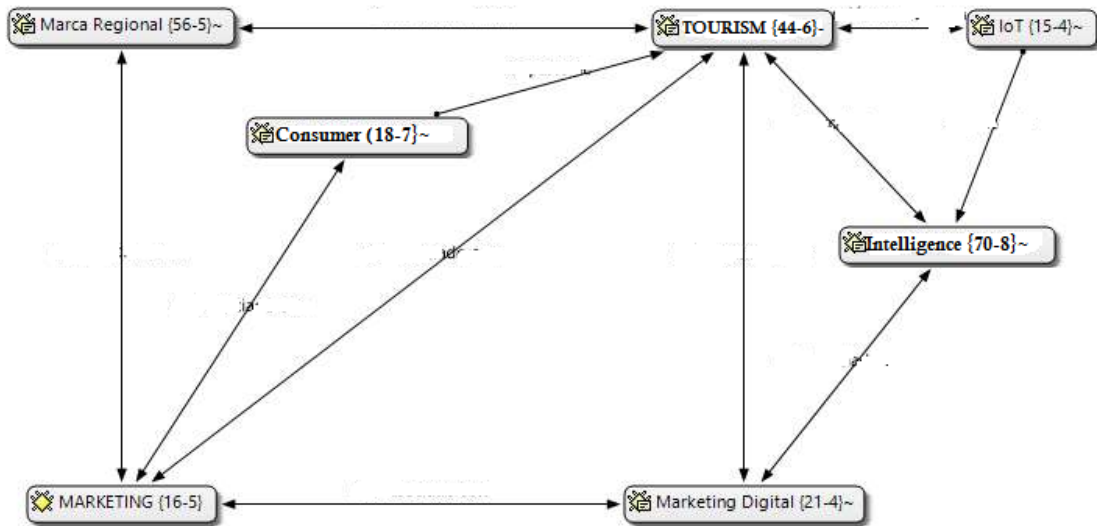 Marca Regional {56-5}~
TOURISM {44-6}-
IoT {15-4}~
Consumer (18-7}~
Intelligence {70-8}~
MARKETING {16-5}
Marketing Digital {21-4}~